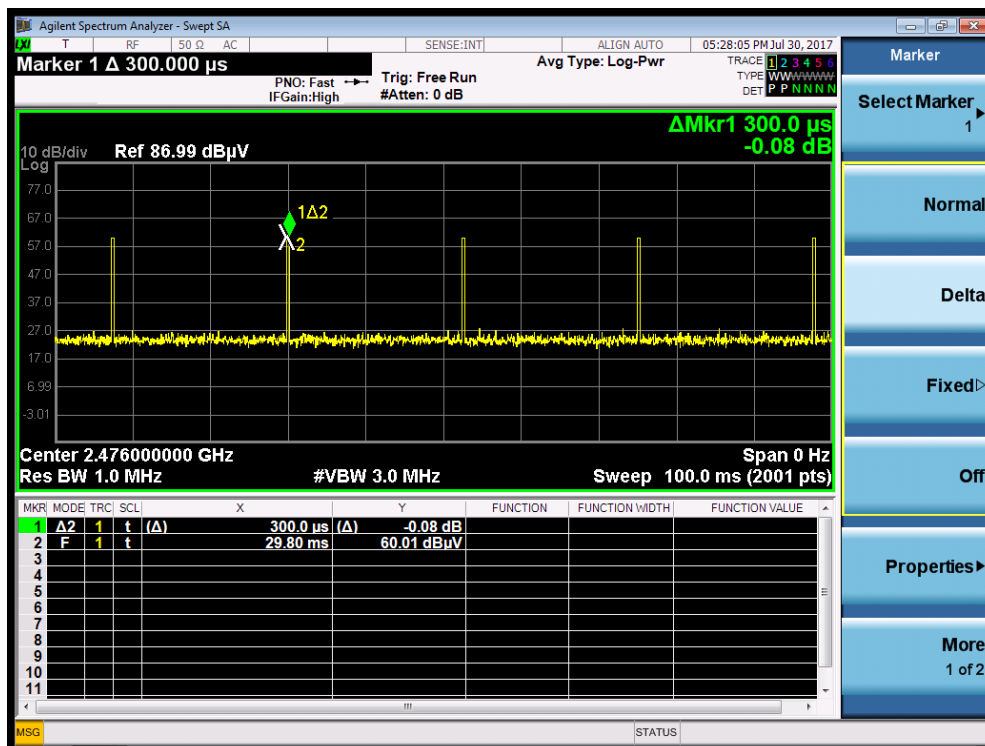 Agilent Spectrum Analyzer - Swept SA
LXI T RF 50 Ω AC SENSE:INT ALIGN AUTO 05:28:05 PM Jul 30, 2017
Marker 1 Δ 300.000 µs
PNO: Fast
IFGain:High
Trig: Free Run
#Atten: 0 dB
Avg Type: Log-Pwr
TRACE 1 2 3 4 5 6
TYPE WWWWWW
DET P P N N N N
ΔMkr1 300.0 µs
-0.08 dB
10 dB/div Ref 86.99 dBµV
Log
77.0
67.0
57.0
47.0
37.0
27.0
17.0
6.99
-3.01
1Δ2
2
Center 2.476000000 GHz Span 0 Hz
Res BW 1.0 MHz #VBW 3.0 MHz Sweep 100.0 ms (2001 pts)
MKR MODE TRC SCL X Y FUNCTION FUNCTION WIDTH FUNCTION VALUE
1 Δ2 1 t (Δ) 300.0 µs (Δ) -0.08 dB
2 F 1 t 29.80 ms 60.01 dBµV
3
4
5
6
7
8
9
10
11
MSG STATUS
Marker
Select Marker
1
Normal
Delta
Fixed
Off
Properties
More
1 of 2